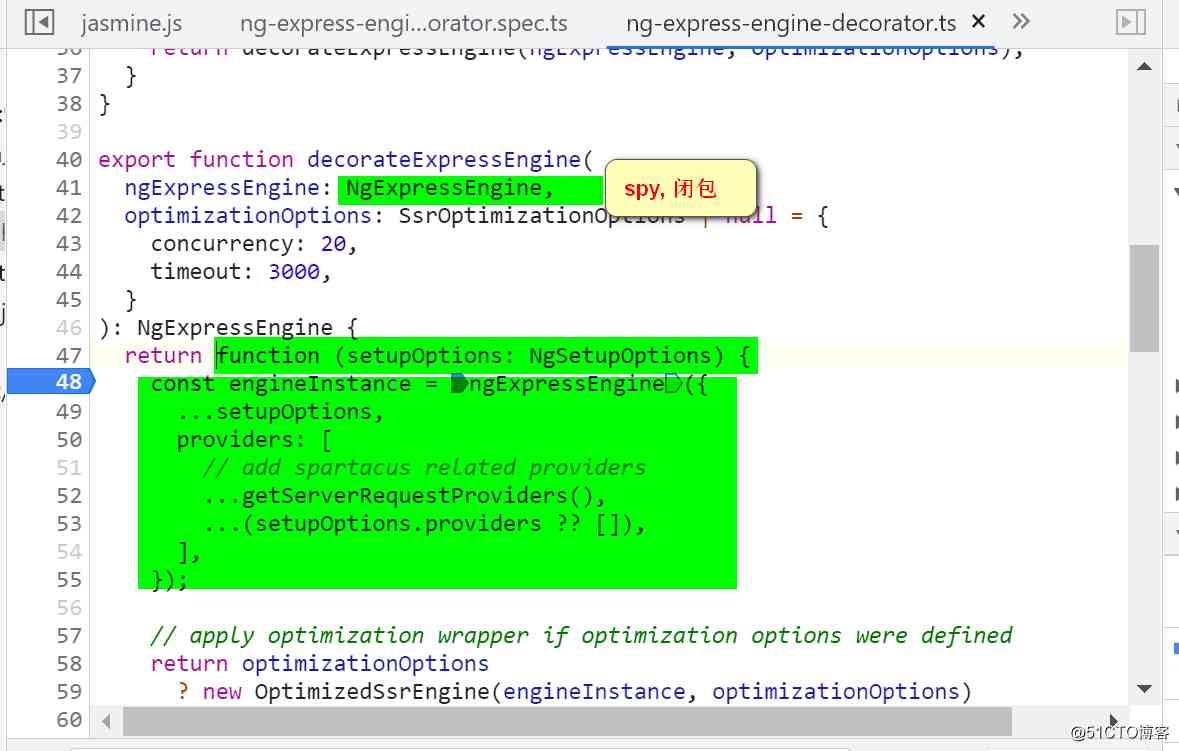 jasmine.js ng-express-engi...orator.spec.ts ng-express-engine-decorator.ts × »
36 return decorateExpressEngine(ngExpressEngine, optimizationOptions);
37 }
38 }
39
40 export function decorateExpressEngine(
41 ngExpressEngine: NgExpressEngine, spy, 闭包
42 optimizationOptions: SsrOptimizationOptions | null = {
43 concurrency: 20,
44 timeout: 3000,
45 }
46 ): NgExpressEngine {
47 return function (setupOptions: NgSetupOptions) {
48 const engineInstance = ngExpressEngine({
49 ...setupOptions,
50 providers: [
51 // add spartacus related providers
52 ...getServerRequestProviders(),
53 ...(setupOptions.providers ?? []),
54 ],
55 });
56
57 // apply optimization wrapper if optimization options were defined
58 return optimizationOptions
59 ? new OptimizedSsrEngine(engineInstance, optimizationOptions)
60
@51CTO博客